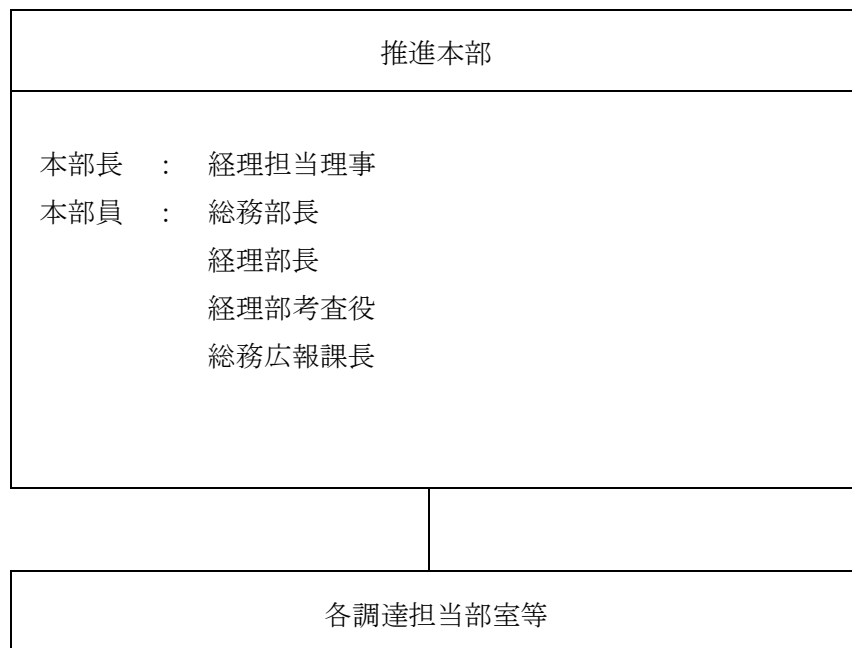 推進本部
本部長 : 経理担当理事
本部員 : 総務部長
経理部長
経理部考査役
総務広報課長
各調達担当部室等